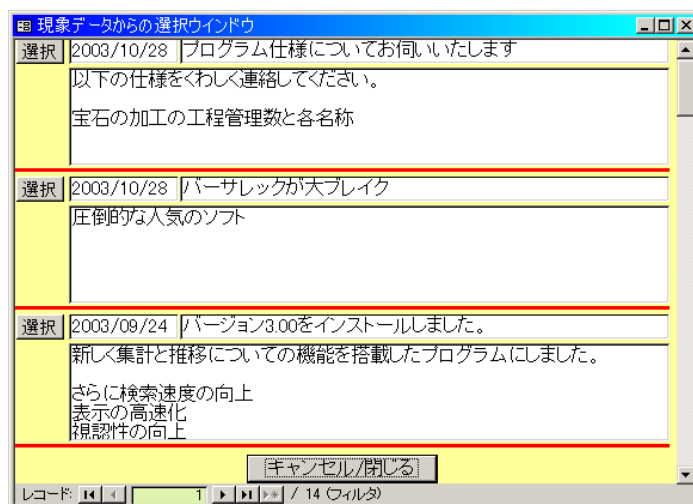 現象データからの選択ウインドウ
選択 2003/10/28 プログラム仕様についてお伺いいたします
以下の仕様をくわしく連絡してください。
宝石の加工の工程管理数と各名称
選択 2003/10/28 バーサレックが大ブレイク
圧倒的な人気のソフト
選択 2003/09/24 バージョン3.00をインストールしました。
新しく集計と推移についての機能を搭載したプログラムにしました。
さらに検索速度の向上
表示の高速化
視認性の向上
キャンセル/閉じる
レコード: 1 / 14 (フィルタ)